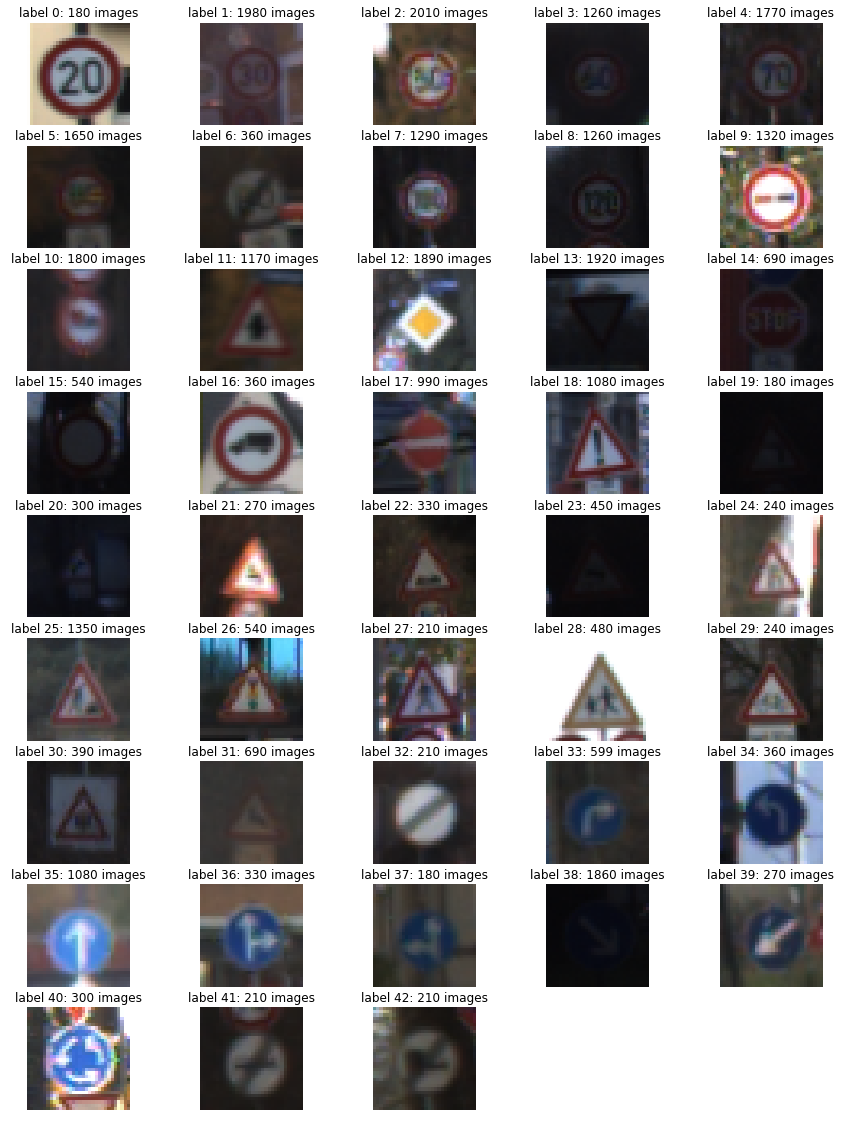 label 0: 180 images label 1: 1980 images label 2: 2010 images label 3: 1260 images label 4: 1770 images
20 30 50 60 70
label 5: 1650 images label 6: 360 images label 7: 1290 images label 8: 1260 images label 9: 1320 images
120
label 10: 1800 images label 11: 1170 images label 12: 1890 images label 13: 1920 images label 14: 690 images
STOP
label 15: 540 images label 16: 360 images label 17: 990 images label 18: 1080 images label 19: 180 images
label 20: 300 images label 21: 270 images label 22: 330 images label 23: 450 images label 24: 240 images
label 25: 1350 images label 26: 540 images label 27: 210 images label 28: 480 images label 29: 240 images
label 30: 390 images label 31: 690 images label 32: 210 images label 33: 599 images label 34: 360 images
label 35: 1080 images label 36: 330 images label 37: 180 images label 38: 1860 images label 39: 270 images
label 40: 300 images label 41: 210 images label 42: 210 images